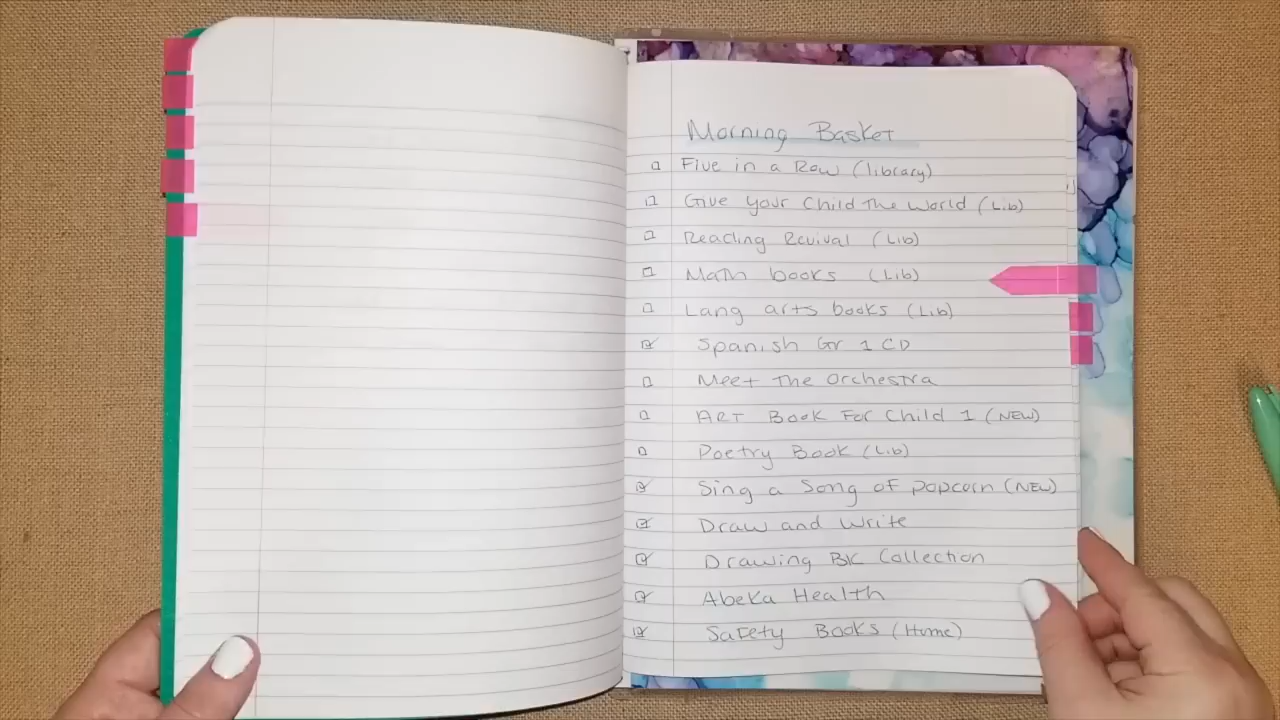 Morning Basket
☐ Five in a Row (library)
☐ Give Your Child The World (Lib)
☐ Reading Revival (Lib)
☐ Math books (Lib)
☐ Lang arts books (Lib)
☑ Spanish Gr 1 CD
☐ Meet The Orchestra
☐ ART Book For Child 1 (NEW)
☐ Poetry Book (Lib)
☑ Sing a Song of popcorn (NEW)
☑ Draw and Write
☑ Drawing BK Collection
☑ Abeka Health
☑ Safety Books (Home)